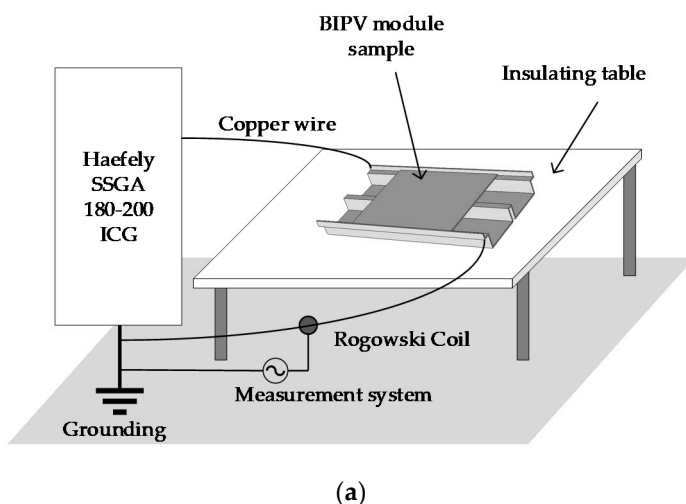 BIPV module
sample
Insulating table
Copper wire
Haefely
SSGA
180-200
ICG
Rogowski Coil
Measurement system
Grounding
(a)